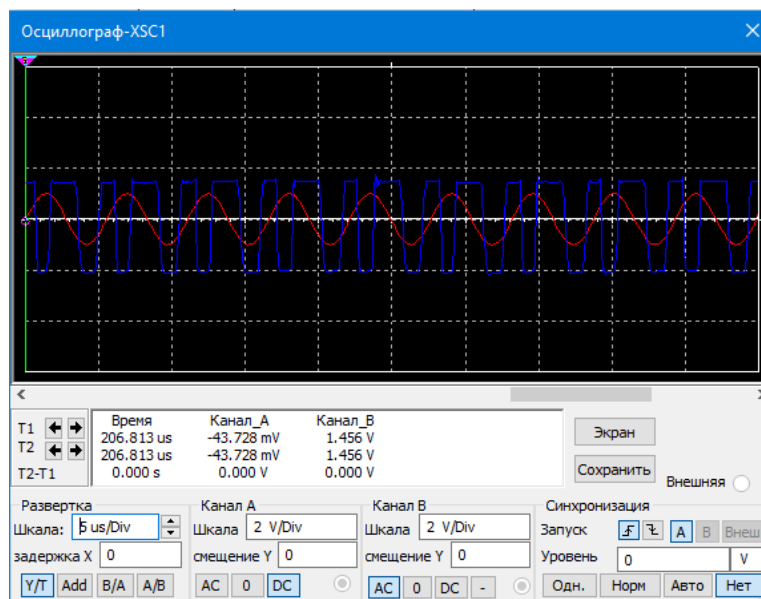 Осциллограф-XSC1
Время Канал_A Канал_B
T1 206.813 us -43.728 mV 1.456 V
T2 206.813 us -43.728 mV 1.456 V
T2-T1 0.000 s 0.000 V 0.000 V
Экран
Сохранить
Внешняя
Развертка
Шкала: 5 us/Div
задержка X 0
Y/T Add B/A A/B
Канал A
Шкала 2 V/Div
смещение Y 0
AC 0 DC
Канал B
Шкала 2 V/Div
смещение Y 0
AC 0 DC -
Синхронизация
Запуск A B Внеш
Уровень 0 V
Одн. Норм Авто Нет